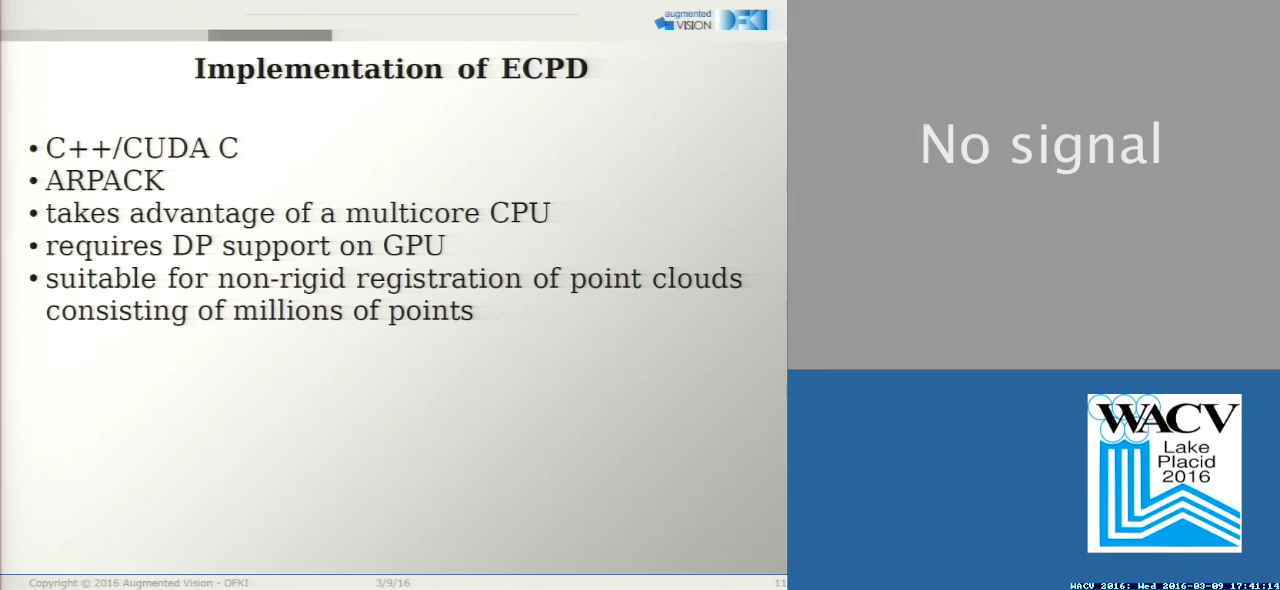 augmented
VISION
DFKI
Implementation of ECPD
• C++/CUDA C
• ARPACK
• takes advantage of a multicore CPU
• requires DP support on GPU
• suitable for non-rigid registration of point clouds
consisting of millions of points
Copyright © 2016 Augmented Vision - DFKI
3/9/16
11
No signal
WACV
Lake
Placid
2016
WACV 2016: Wed 2016-03-09 17:41:14